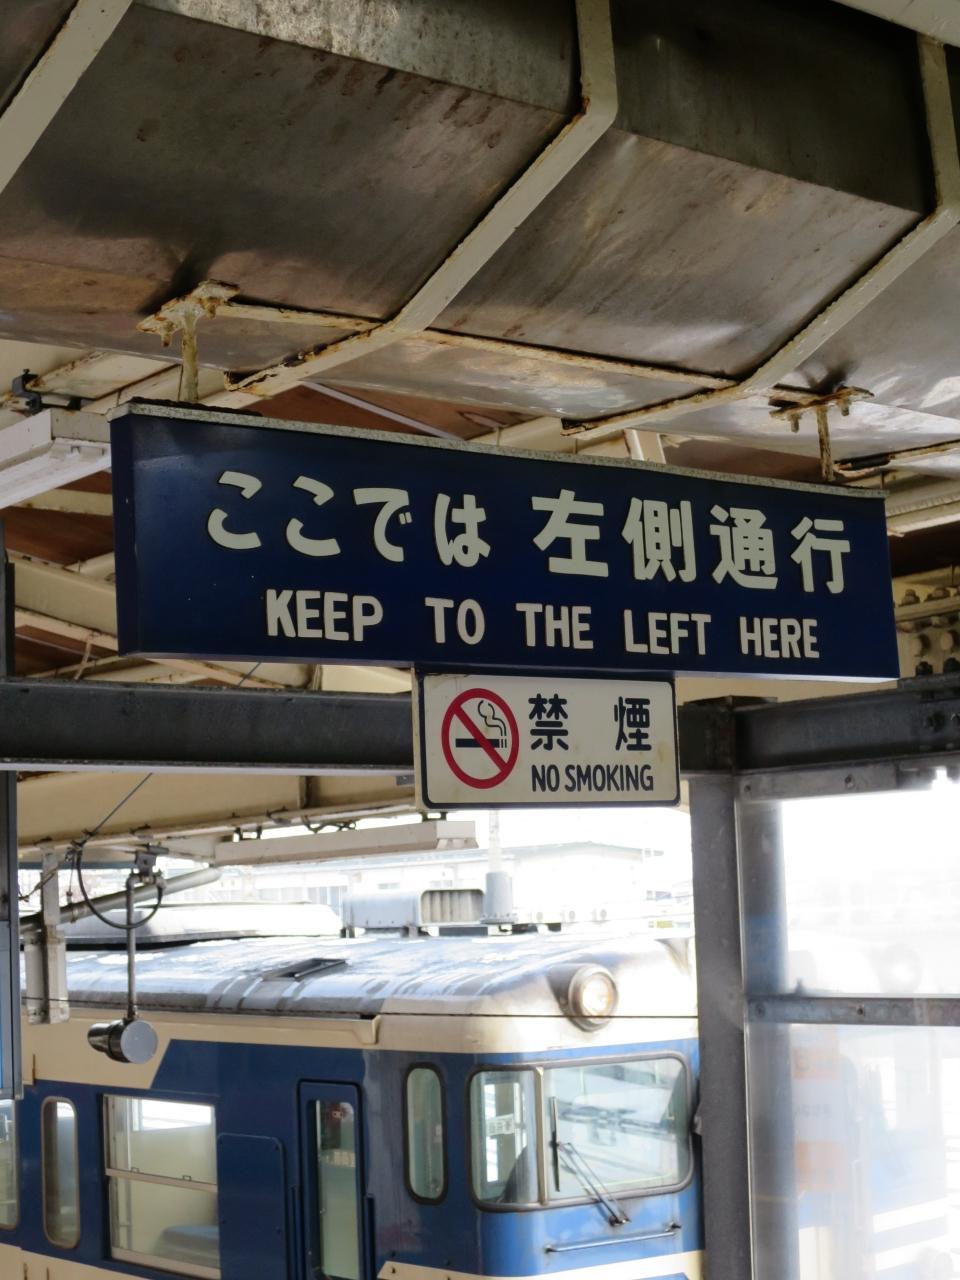 ここでは 左側通行
KEEP TO THE LEFT HERE
禁 煙
NO SMOKING